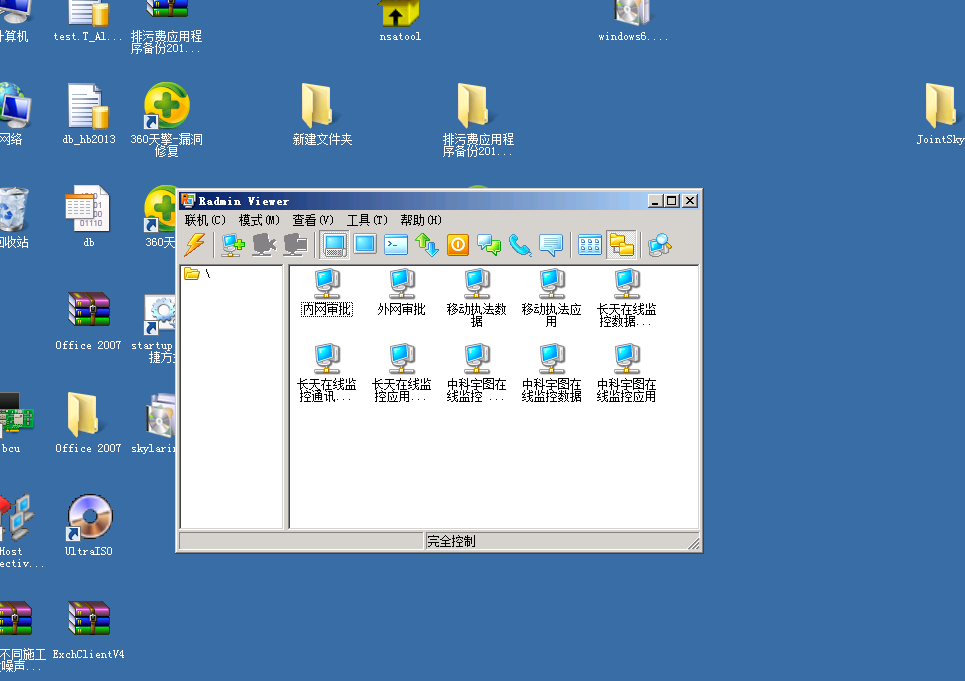 计算机
test.T_Al...
排污费应用程
序备份201...
nsatool
windows6....
网络
db_hb2013
360天擎-漏洞
修复
新建文件夹
排污费应用程
序备份201...
JointSky
回收站
db
360天
Radmin Viewer
联机(C) 模式(M) 查看(V) 工具(T) 帮助(H)
\
内网审批
外网审批
移动执法数
据
移动执法应
用
长天在线监
控数据...
长天在线监
控通讯...
长天在线监
控应用...
中科宇图在
线监控 ...
中科宇图在
线监控数据
中科宇图在
线监控应用
完全控制
Office 2007
startup
捷方
bcu
Office 2007
skylarin
Host
ectiv...
UltraISO
不同施工
噪声...
ExchClientV4